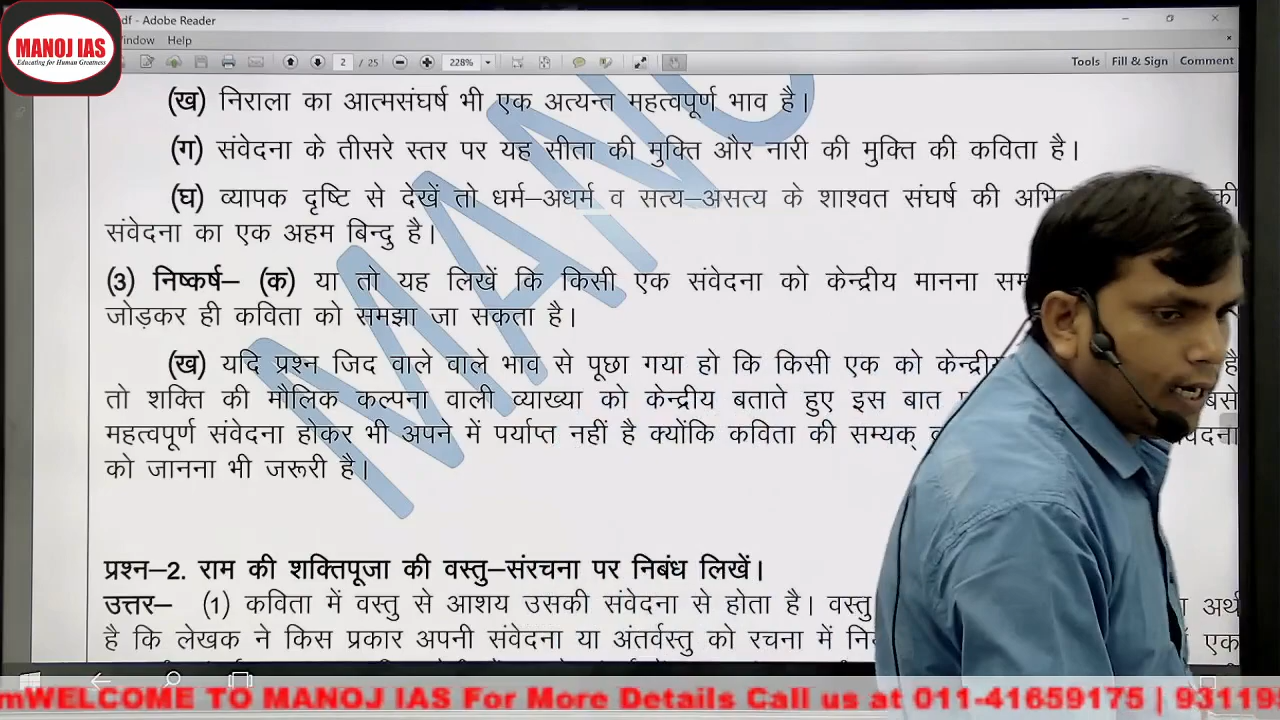 MANOJ IAS
Educating for Human Greatness
df - Adobe Reader
indow Help
2 / 25 228% Tools Fill & Sign Comment
(ख) निराला का आत्मसंघर्ष भी एक अत्यन्त महत्वपूर्ण भाव है।
(ग) संवेदना के तीसरे स्तर पर यह सीता की मुक्ति और नारी की मुक्ति की कविता है।
(घ) व्यापक दृष्टि से देखें तो धर्म–अधर्म व सत्य–असत्य के शाश्वत संघर्ष की की
संवेदना का एक अहम बिन्दु है।
(3) निष्कर्ष– (क) या तो यह लिखें कि किसी एक संवेदना को केन्द्रीय मानना
जोड़कर ही कविता को समझा जा सकता है।
(ख) यदि प्रश्न जिद वाले वाले भाव से पूछा गया हो कि किसी एक को है
तो शक्ति की मौलिक कल्पना वाली व्याख्या को केन्द्रीय बताते हुए इस बात
महत्वपूर्ण संवेदना होकर भी अपने में पर्याप्त नहीं है क्योंकि कविता की सम्यक्
को जानना भी जरूरी है।
प्रश्न–2. राम की शक्तिपूजा की वस्तु–संरचना पर निबंध लिखें।
उत्तर– (1) कविता में वस्तु से आशय उसकी संवेदना से होता है। वस्तु अर्थ
है कि लेखक ने किस प्रकार अपनी संवेदना या अंतर्वस्तु को रचना में एक
MANO
mWELCOME TO MANOJ IAS For More Details Call us at 011-41659175 | 93119